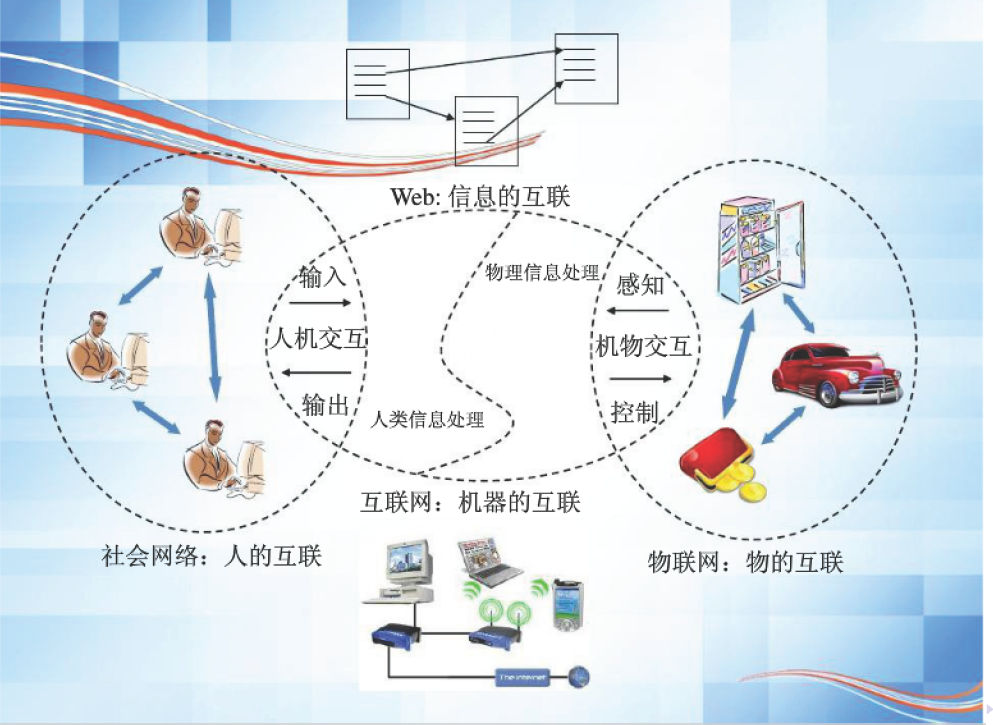 Web: 信息的互联
物理信息处理
输入
感知
人机交互
机物交互
输出
控制
人类信息处理
互联网：机器的互联
社会网络：人的互联
物联网：物的互联
The Internet